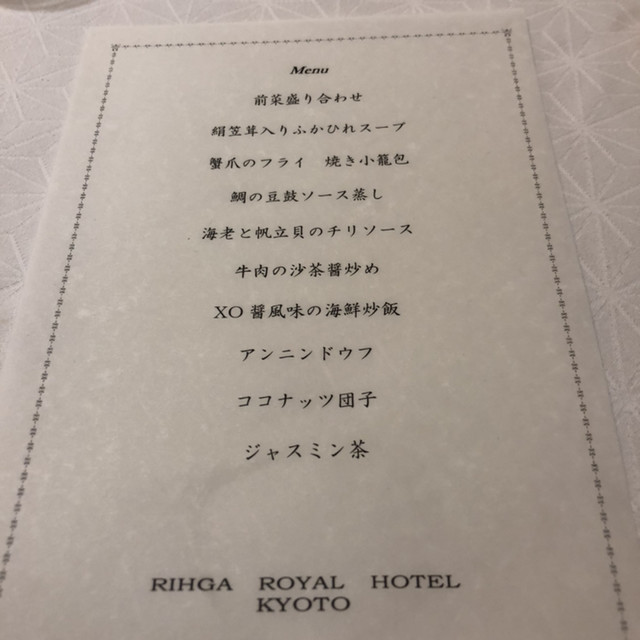 Menu
前菜盛り合わせ
絹笠茸入りふかひれスープ
蟹爪のフライ　焼き小籠包
鯛の豆鼓ソース蒸し
海老と帆立貝のチリソース
牛肉の沙茶醤炒め
XO 醤風味の海鮮炒飯
アンニンドウフ
ココナッツ団子
ジャスミン茶
RIHGA ROYAL HOTEL
KYOTO